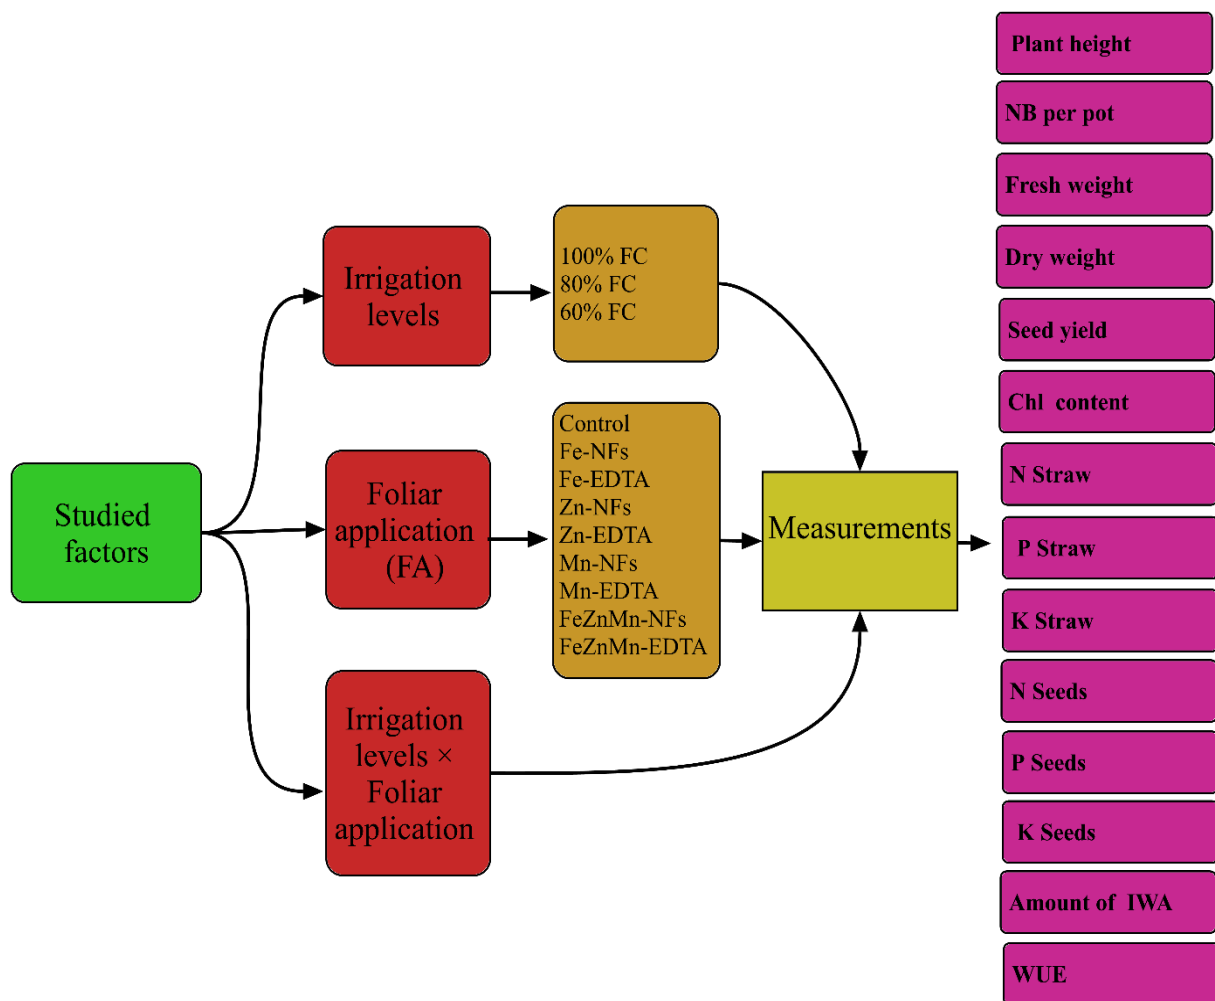 Studied
factors
Irrigation
levels
Foliar
application
(FA)
Irrigation
levels ×
Foliar
application
100% FC
80% FC
60% FC
Control
Fe-NFs
Fe-EDTA
Zn-NFs
Zn-EDTA
Mn-NFs
Mn-EDTA
FeZnMn-NFs
FeZnMn-EDTA
Measurements
Plant height
NB per pot
Fresh weight
Dry weight
Seed yield
Chl content
N Straw
P Straw
K Straw
N Seeds
P Seeds
K Seeds
Amount of IWA
WUE